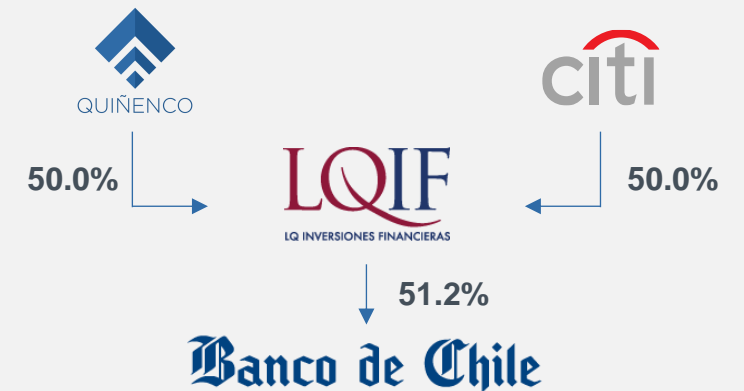 QUIÑENCO
citi
50.0%
50.0%
LQIF
LQ INVERSIONES FINANCIERAS
51.2%
Banco de Chile